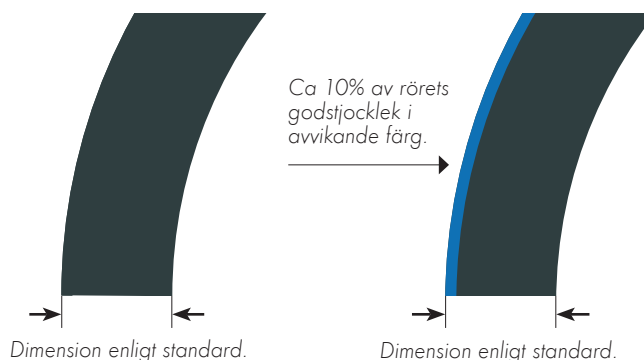 Ca 10% av rörets
godstjocklek i
avvikande färg.
Dimension enligt standard.
Dimension enligt standard.